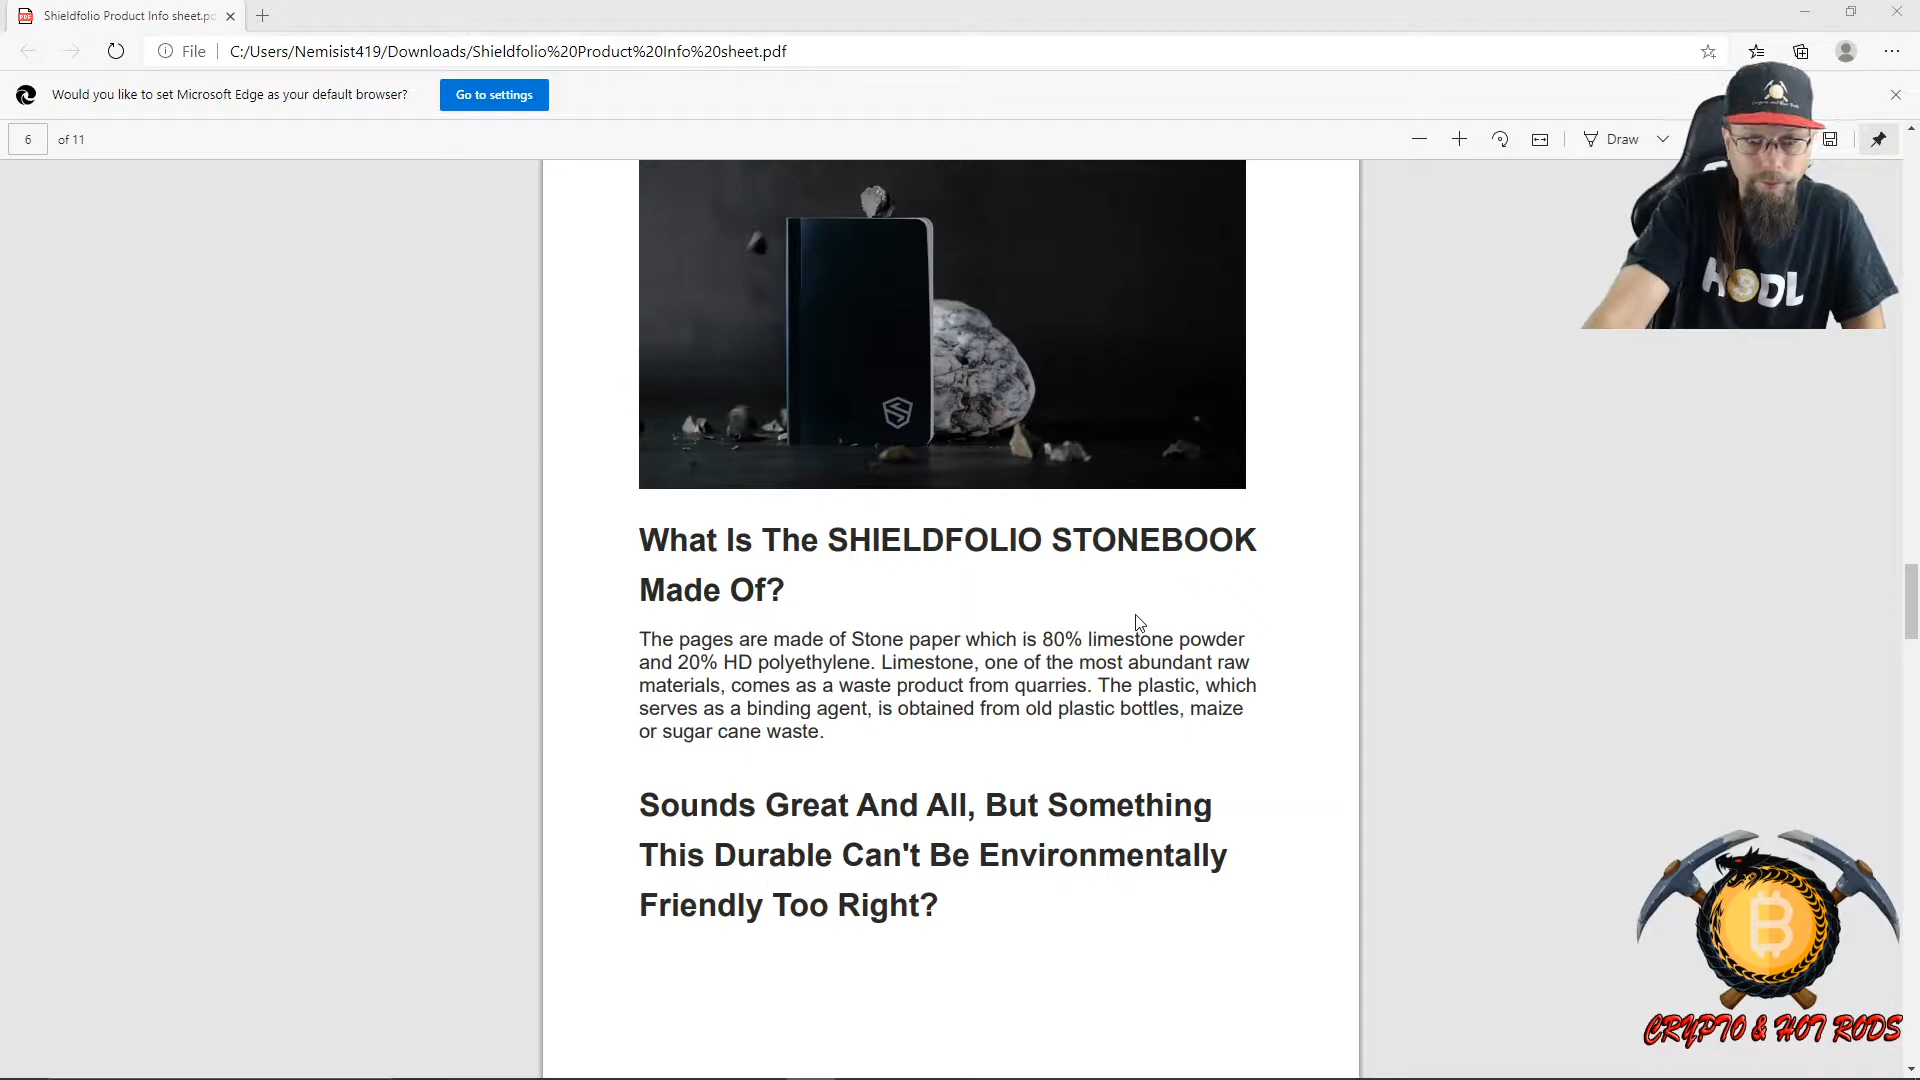 Shieldfolio Product Info sheet.pd
File
C:/Users/Nemisist419/Downloads/Shieldfolio%20Product%20Info%20sheet.pdf
Would you like to set Microsoft Edge as your default browser?
Go to settings
6
of 11
Draw
HODL
What Is The SHIELDFOLIO STONEBOOK
Made Of?
The pages are made of Stone paper which is 80% limestone powder
and 20% HD polyethylene. Limestone, one of the most abundant raw
materials, comes as a waste product from quarries. The plastic, which
serves as a binding agent, is obtained from old plastic bottles, maize
or sugar cane waste.
Sounds Great And All, But Something
This Durable Can't Be Environmentally
Friendly Too Right?
CRYPTO & HOT RODS